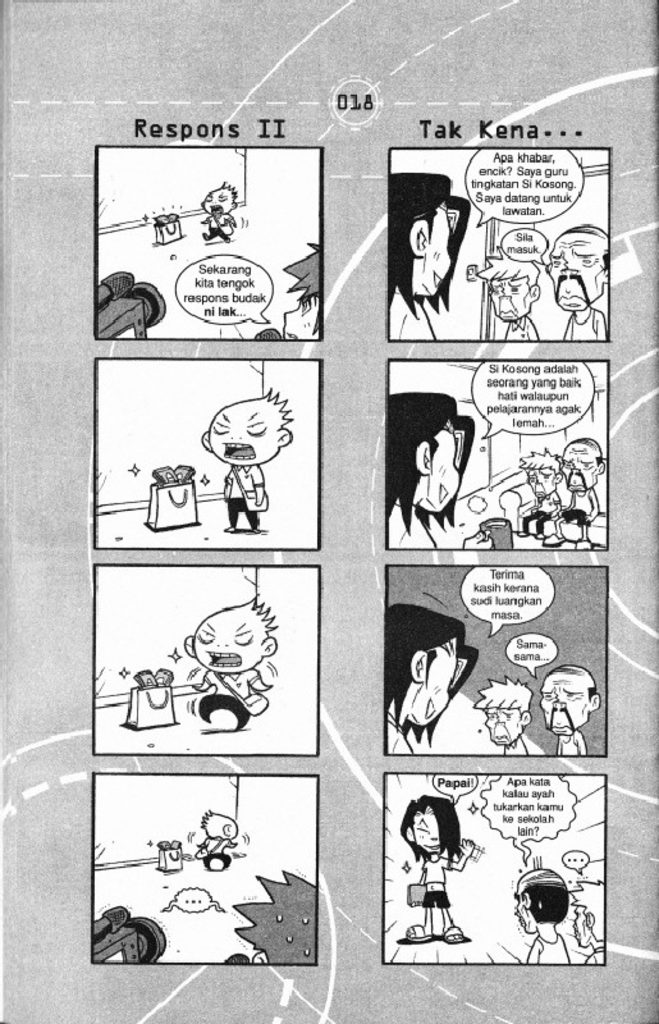 018
Respons II
Sekarang
kita tengok
respons budak
ni lak...
...
Tak Kena...
Apa khabar,
encik? Saya guru
tingkatan Si Kosong.
Saya datang untuk
lawatan.
Sila
masuk.
Si Kosong adalah
seorang yang baik
hati walaupun
pelajarannya agak
lemah...
Terima
kasih kerana
sudi luangkan
masa.
Sama-
sama...
Papai!
Apa kata
kalau ayah
tukarkan kamu
ke sekolah
lain?
...